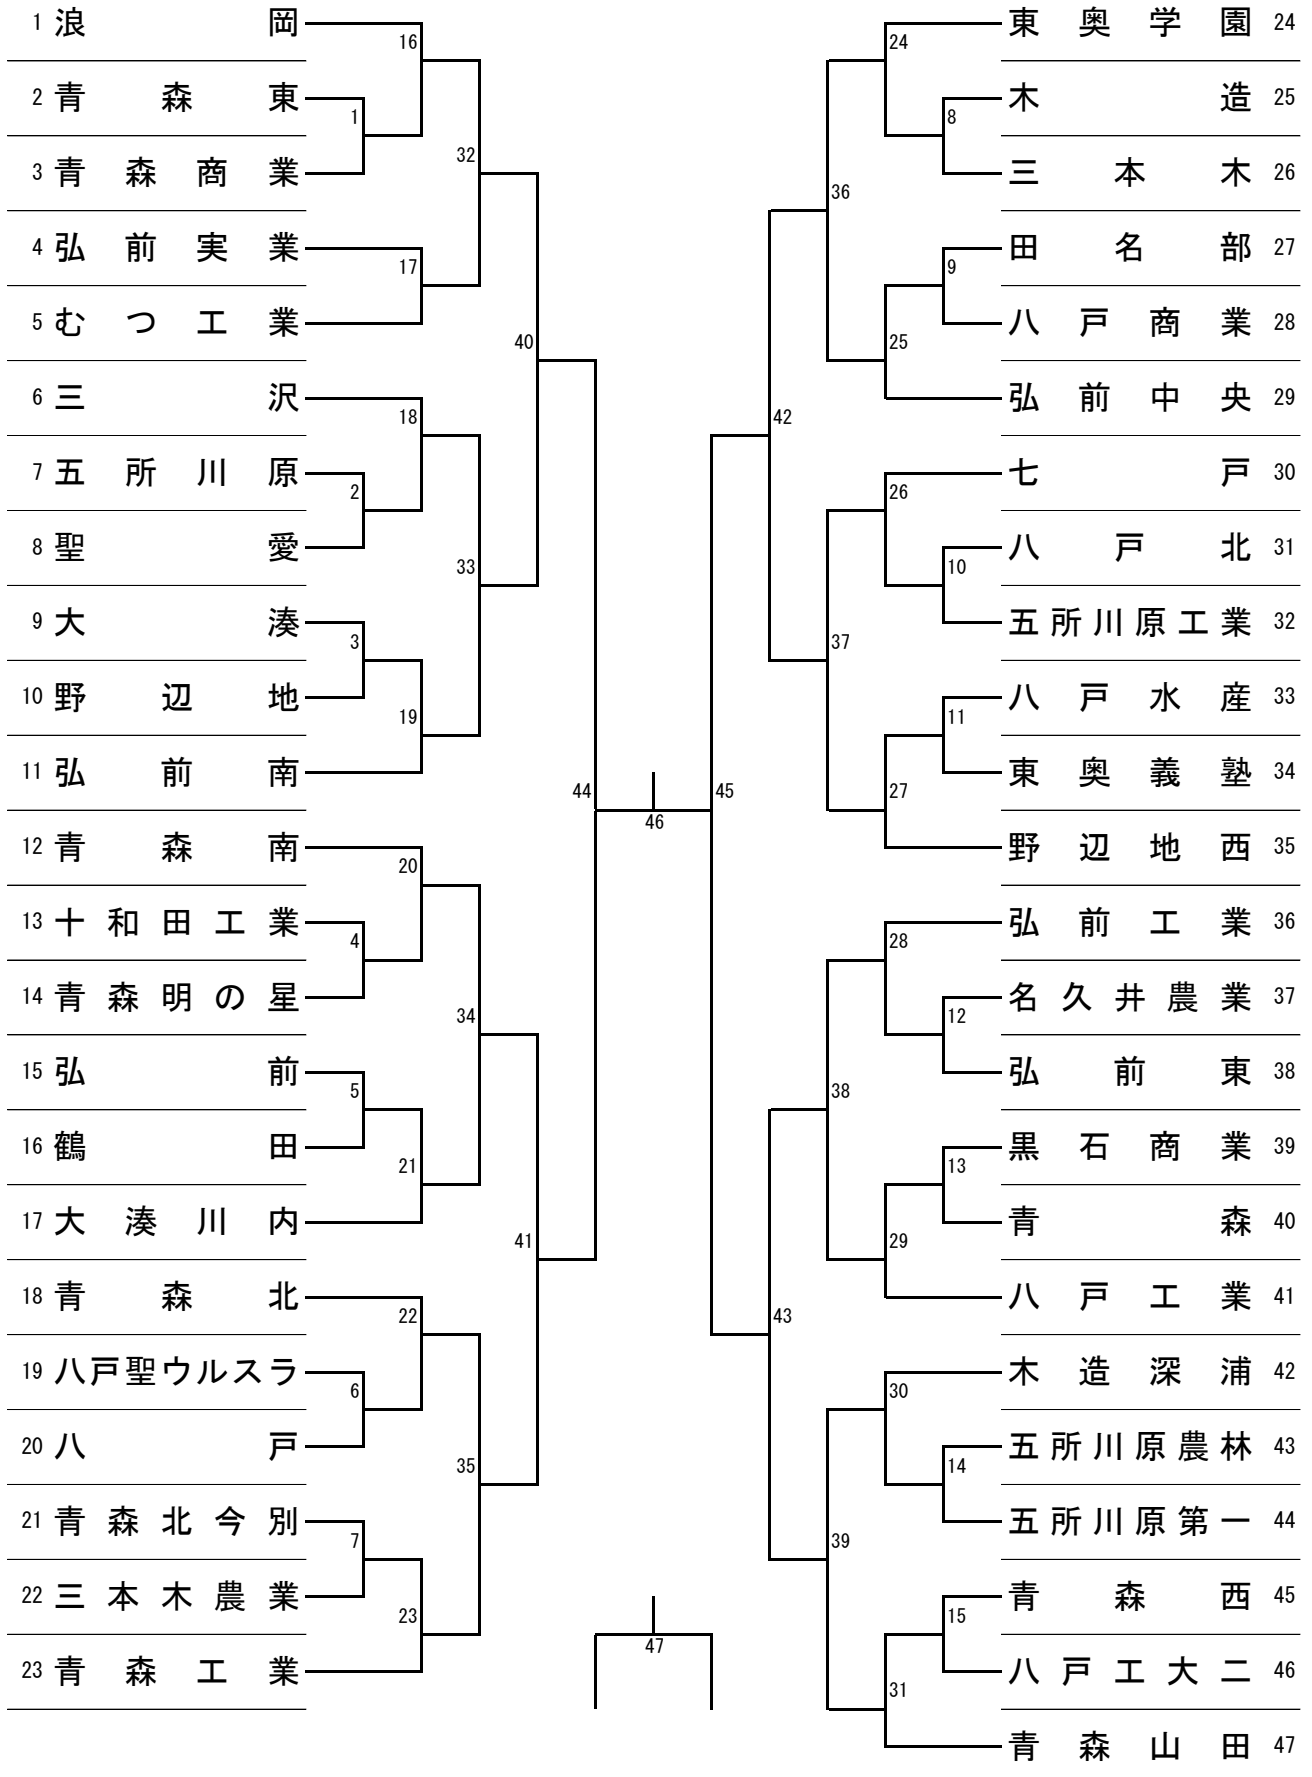 1 浪岡
2 青森東
3 青森商業
4 弘前実業
5 むつ工業
6 三沢
7 五所川原
8 聖愛
9 大湊
10 野辺地
11 弘前南
12 青森南
13 十和田工業
14 青森明の星
15 弘前
16 鶴田
17 大湊川内
18 青森北
19 八戸聖ウルスラ
20 八戸
21 青森北今別
22 三本木農業
23 青森工業
1
2
3
4
5
6
7
16
17
18
19
20
21
22
23
32
33
34
35
40
41
44
46
47
45
42
43
36
37
38
39
24
25
26
27
28
29
30
31
8
9
10
11
12
13
14
15
東奥学園 24
木造 25
三本木 26
田名部 27
八戸商業 28
弘前中央 29
七戸 30
八戸北 31
五所川原工業 32
八戸水産 33
東奥義塾 34
野辺地西 35
弘前工業 36
名久井農業 37
弘前東 38
黒石商業 39
青森 40
八戸工業 41
木造深浦 42
五所川原農林 43
五所川原第一 44
青森西 45
八戸工大二 46
青森山田 47